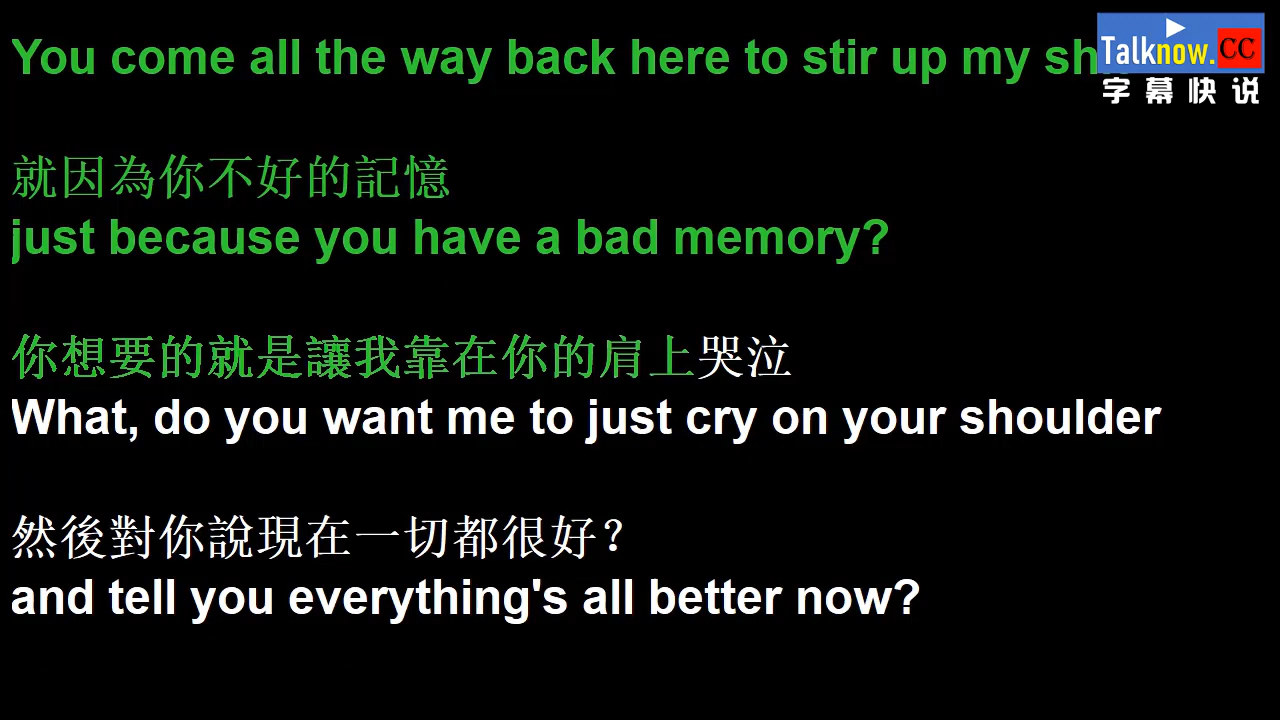 You come all the way back here to stir up my
Talknow.CC
字幕快说
就因為你不好的記憶
just because you have a bad memory?
你想要的就是讓我靠在你的肩上哭泣
What, do you want me to just cry on your shoulder
然後對你說現在一切都很好？
and tell you everything's all better now?